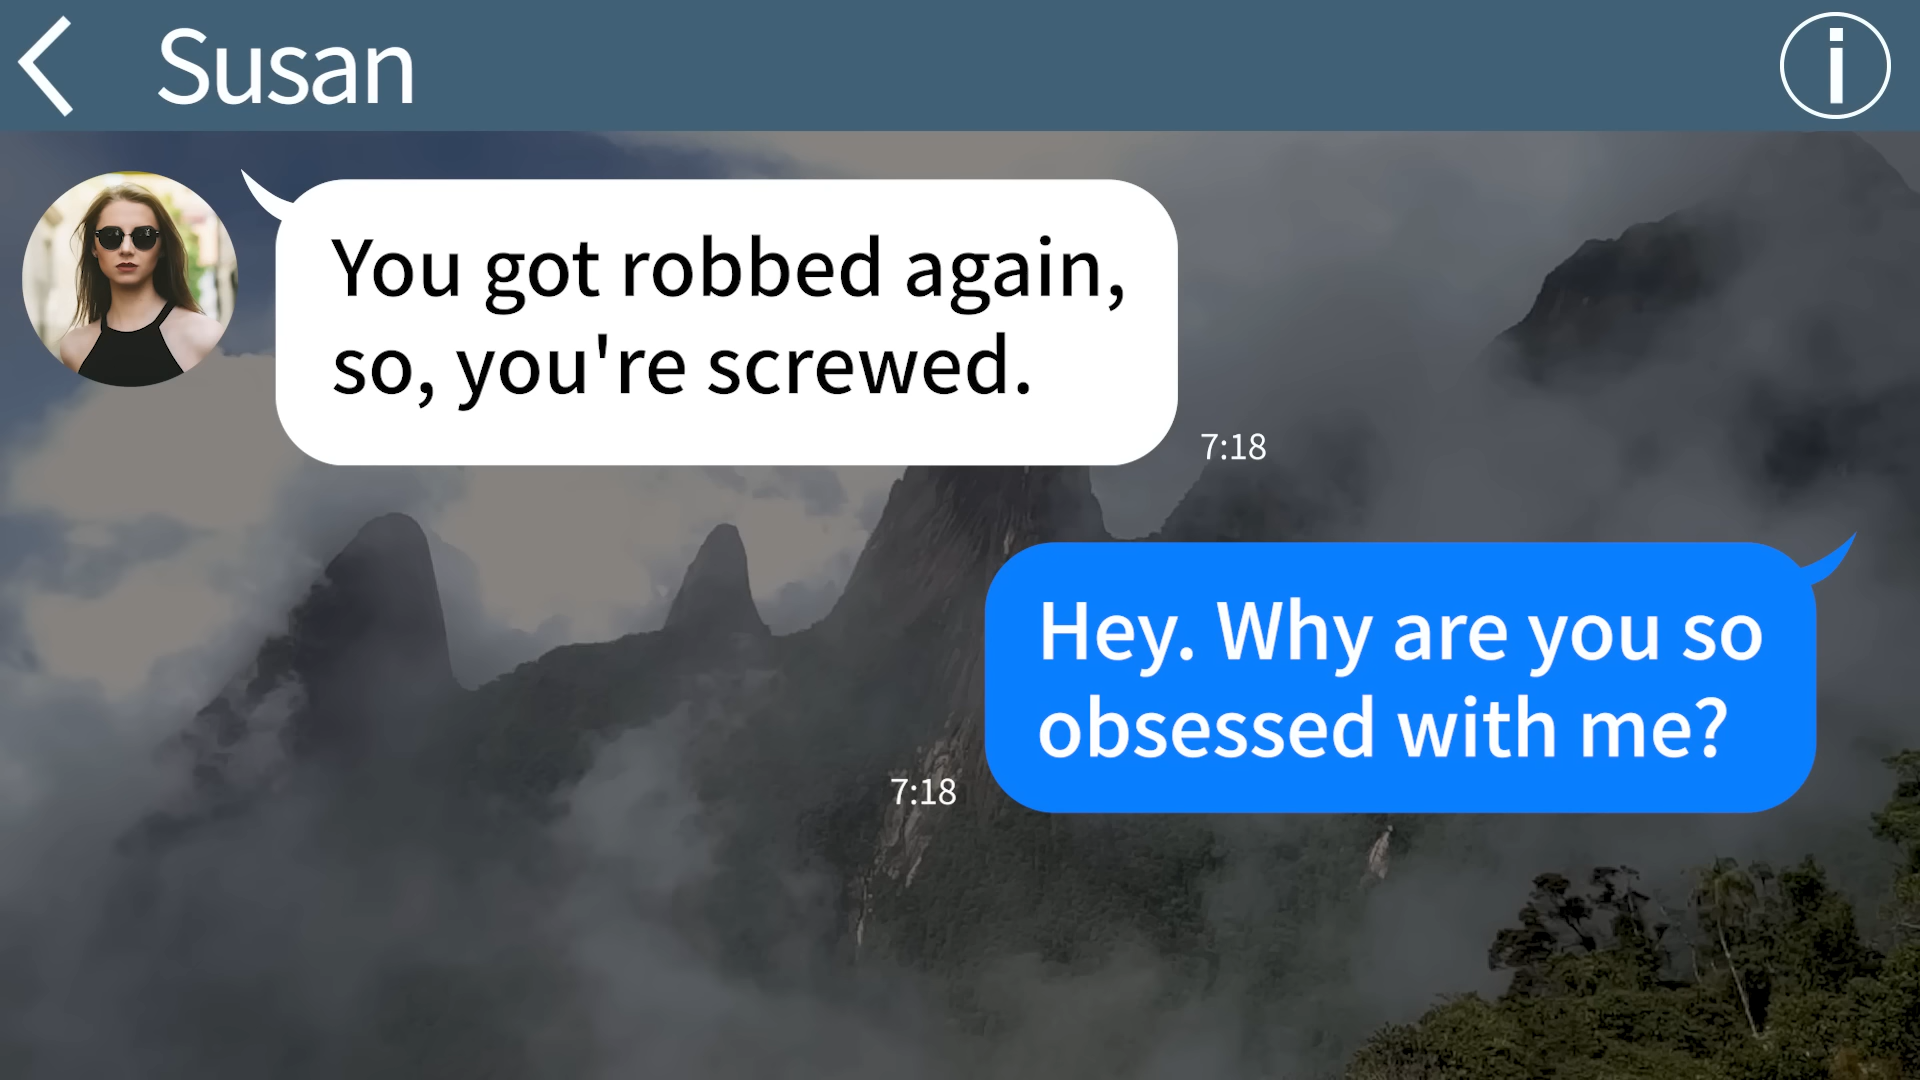 Susan
You got robbed again,
so, you're screwed.
7:18
Hey. Why are you so
obsessed with me?
7:18